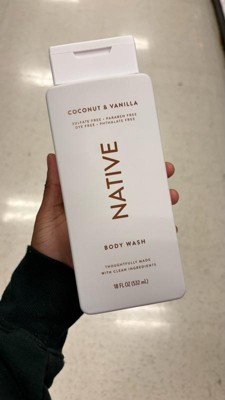 COCONUT & VANILLA
SULFATE FREE - PARABEN FREE
DYE FREE - PHTHALATE FREE
NATIVE
BODY WASH
THOUGHTFULLY MADE
WITH CLEAN INGREDIENTS
18 FL OZ (532 mL)